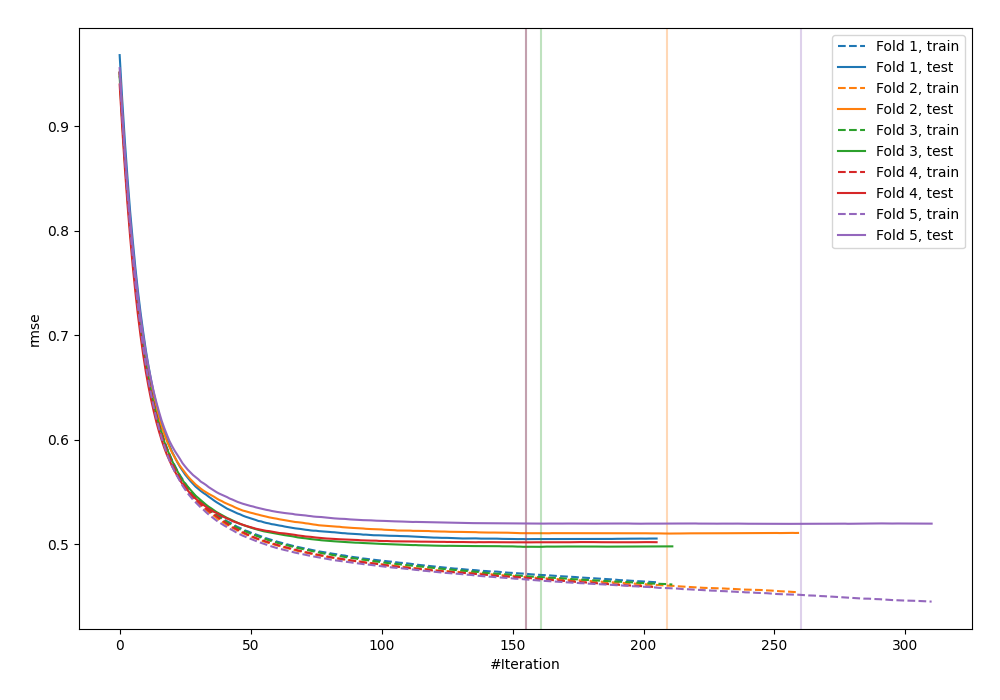 Fold 1, train
Fold 1, test
Fold 2, train
Fold 2, test
Fold 3, train
Fold 3, test
Fold 4, train
Fold 4, test
Fold 5, train
Fold 5, test
rmse
0.9
0.8
0.7
0.6
0.5
0 50 100 150 200 250 300
#Iteration